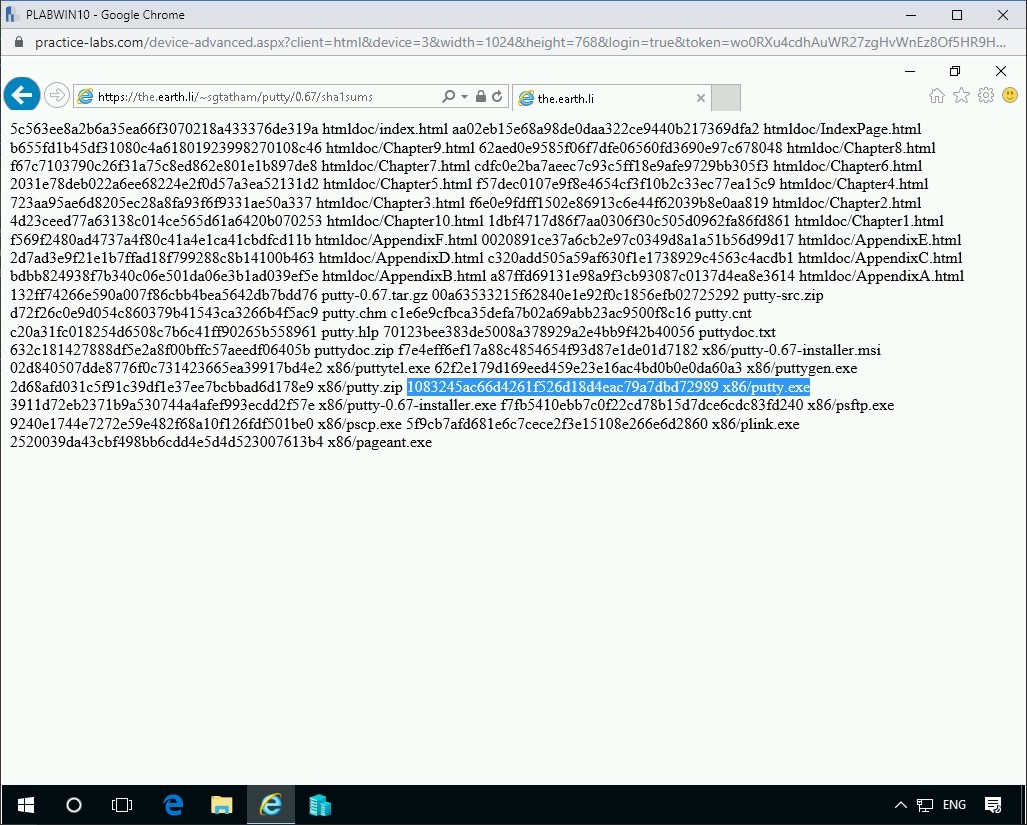 PLABWIN10 - Google Chrome
practice-labs.com/device-advanced.aspx?client=html&device=3&width=1024&height=768&login=true&token=wo0RXu4cdhAuWR27zgHvWnEz8Of5HR9H...
https://the.earth.li/~sgtatham/putty/0.67/sha1sums
the.earth.li
5c563ee8a2b6a35ea66f3070218a433376de319a htmldoc/index.html aa02eb15e68a98de0daa322ce9440b217369dfa2 htmldoc/IndexPage.html
b655fd1b45df31080c4a61801923998270108c46 htmldoc/Chapter9.html 62aed0e9585f06f7dfe06560fd3690e97c678048 htmldoc/Chapter8.html
f67c7103790c26f31a75c8ed862e801e1b897de8 htmldoc/Chapter7.html cdfc0e2ba7aeec7c93c5ff18e9afe9729bb305f3 htmldoc/Chapter6.html
2031e78deb022a6ee68224e2f0d57a3ea52131d2 htmldoc/Chapter5.html f57dec0107e9f8e4654cf3f10b2c33ec77ea15c9 htmldoc/Chapter4.html
723aa95ae6d8205ec28a8fa93f6f9331ae50a337 htmldoc/Chapter3.html f6e0e9fdff1502e86913c6e44f62039b8e0aa819 htmldoc/Chapter2.html
4d23ceed77a63138c014ce565d61a6420b070253 htmldoc/Chapter10.html 1dbf4717d86f7aa0306f30c505d0962fa86fd861 htmldoc/Chapter1.html
f569f2480ad4737a4f80c41a4e1ca41cbdfcd11b htmldoc/AppendixF.html 0020891ce37a6cb2e97c0349d8a1a51b56d99d17 htmldoc/AppendixE.html
2d7ad3e9f21e1b7ffad18f799288c8b14100b463 htmldoc/AppendixD.html c320add505a59af630f1e1738929c4563c4acdb1 htmldoc/AppendixC.html
bdbb824938f7b340c06e501da06e3b1ad039ef5e htmldoc/AppendixB.html a87ffd69131e98a9f3cb93087c0137d4ea8e3614 htmldoc/AppendixA.html
132ff74266e590a007f86cbb4bea5642db7bdd76 putty-0.67.tar.gz 00a63533215f62840e1e92f0c1856efb02725292 putty-src.zip
d72f26c0e9d054c860379b41543ca3266b4f5ac9 putty.chm c1e6e9cfbca35defa7b02a69abb23ac9500f8c16 putty.cnt
c20a31fc018254d6508c7b6c41ff90265b558961 putty.hlp 70123bee383de5008a378929a2e4bb9f42b40056 puttydoc.txt
632c181427888df5e2a8f00bffc57aeedf06405b puttydoc.zip f7e4eff6ef17a88c4854654f93d87e1de01d7182 x86/putty-0.67-installer.msi
02d840507dde8776f0c731423665ea39917bd4e2 x86/puttytel.exe 62f2e179d169eed459e23e16ac4bd0b0e0da60a3 x86/puttygen.exe
2d68afd031c5f91c39df1e37ee7bcbbad6d178e9 x86/putty.zip 1083245ac66d4261f526d18d4eac79a7dbd72989 x86/putty.exe
3911d72eb2371b9a530744a4afef993ecdd2f57e x86/putty-0.67-installer.exe f7fb5410ebb7c0f22cd78b15d7dce6cdc83fd240 x86/psftp.exe
9240e1744e7272e59e482f68a10f126fdf501be0 x86/pscp.exe 5f9cb7afd681e6c7cece2f3e15108e266e6d2860 x86/plink.exe
2520039da43cbf498bb6cdd4e5d4d523007613b4 x86/pageant.exe
ENG